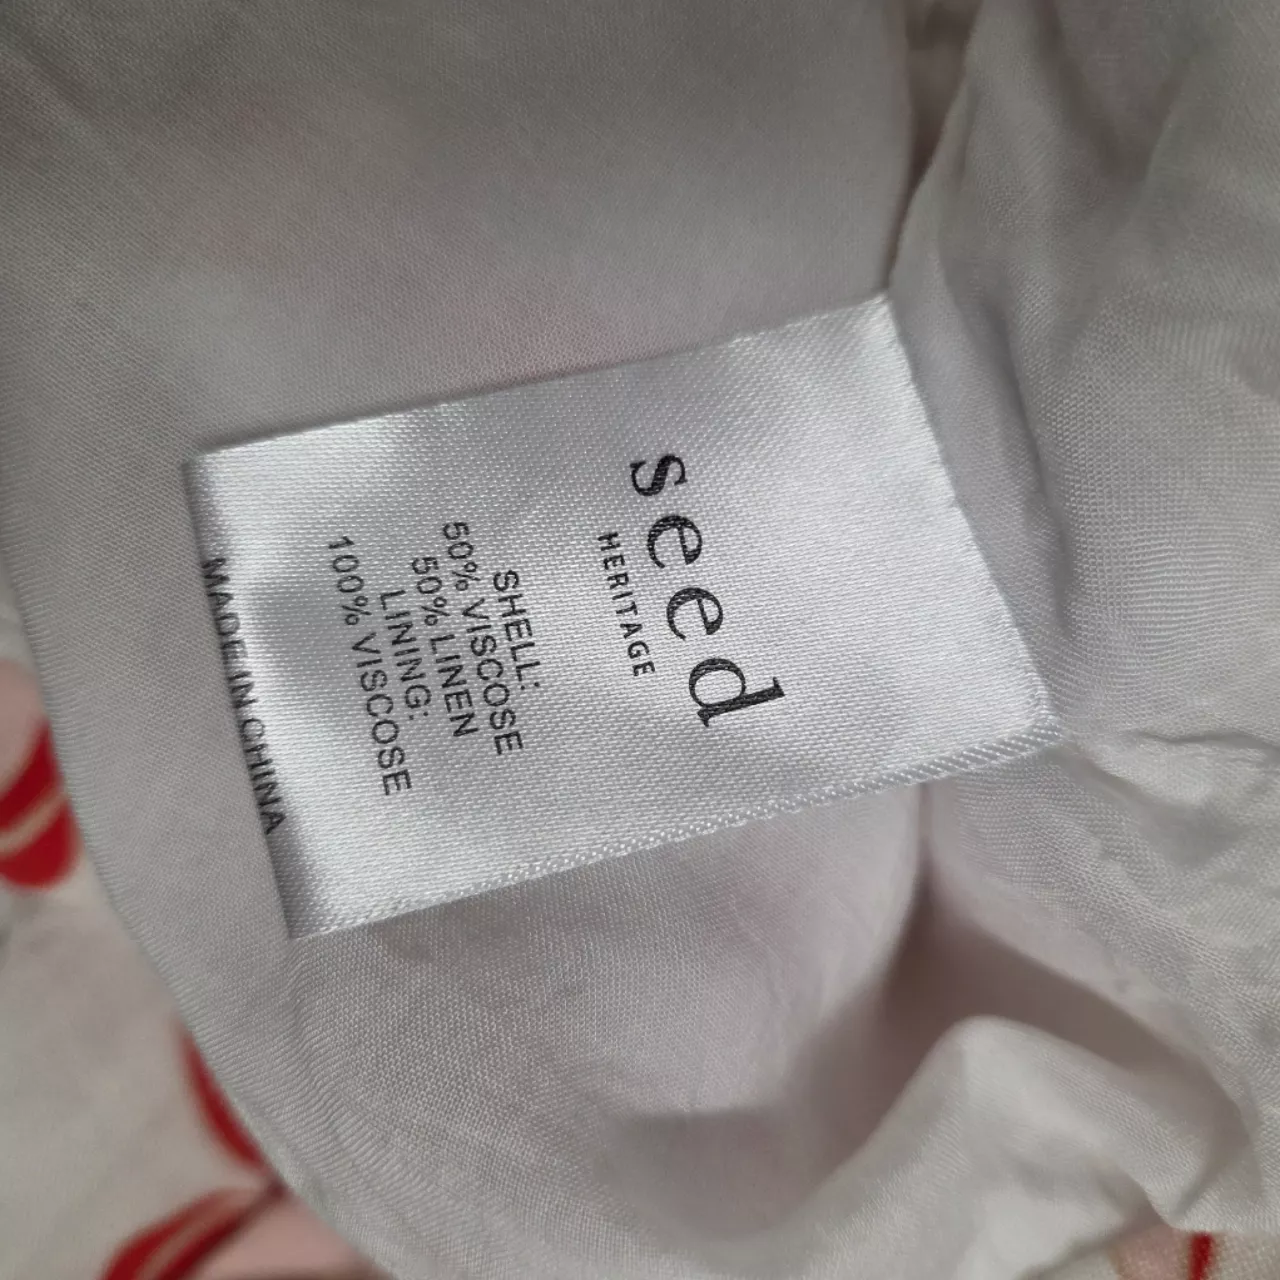 seed
HERITAGE
SHELL:
50% VISCOSE
50% LINEN
LINING:
100% VISCOSE
MADE IN CHINA